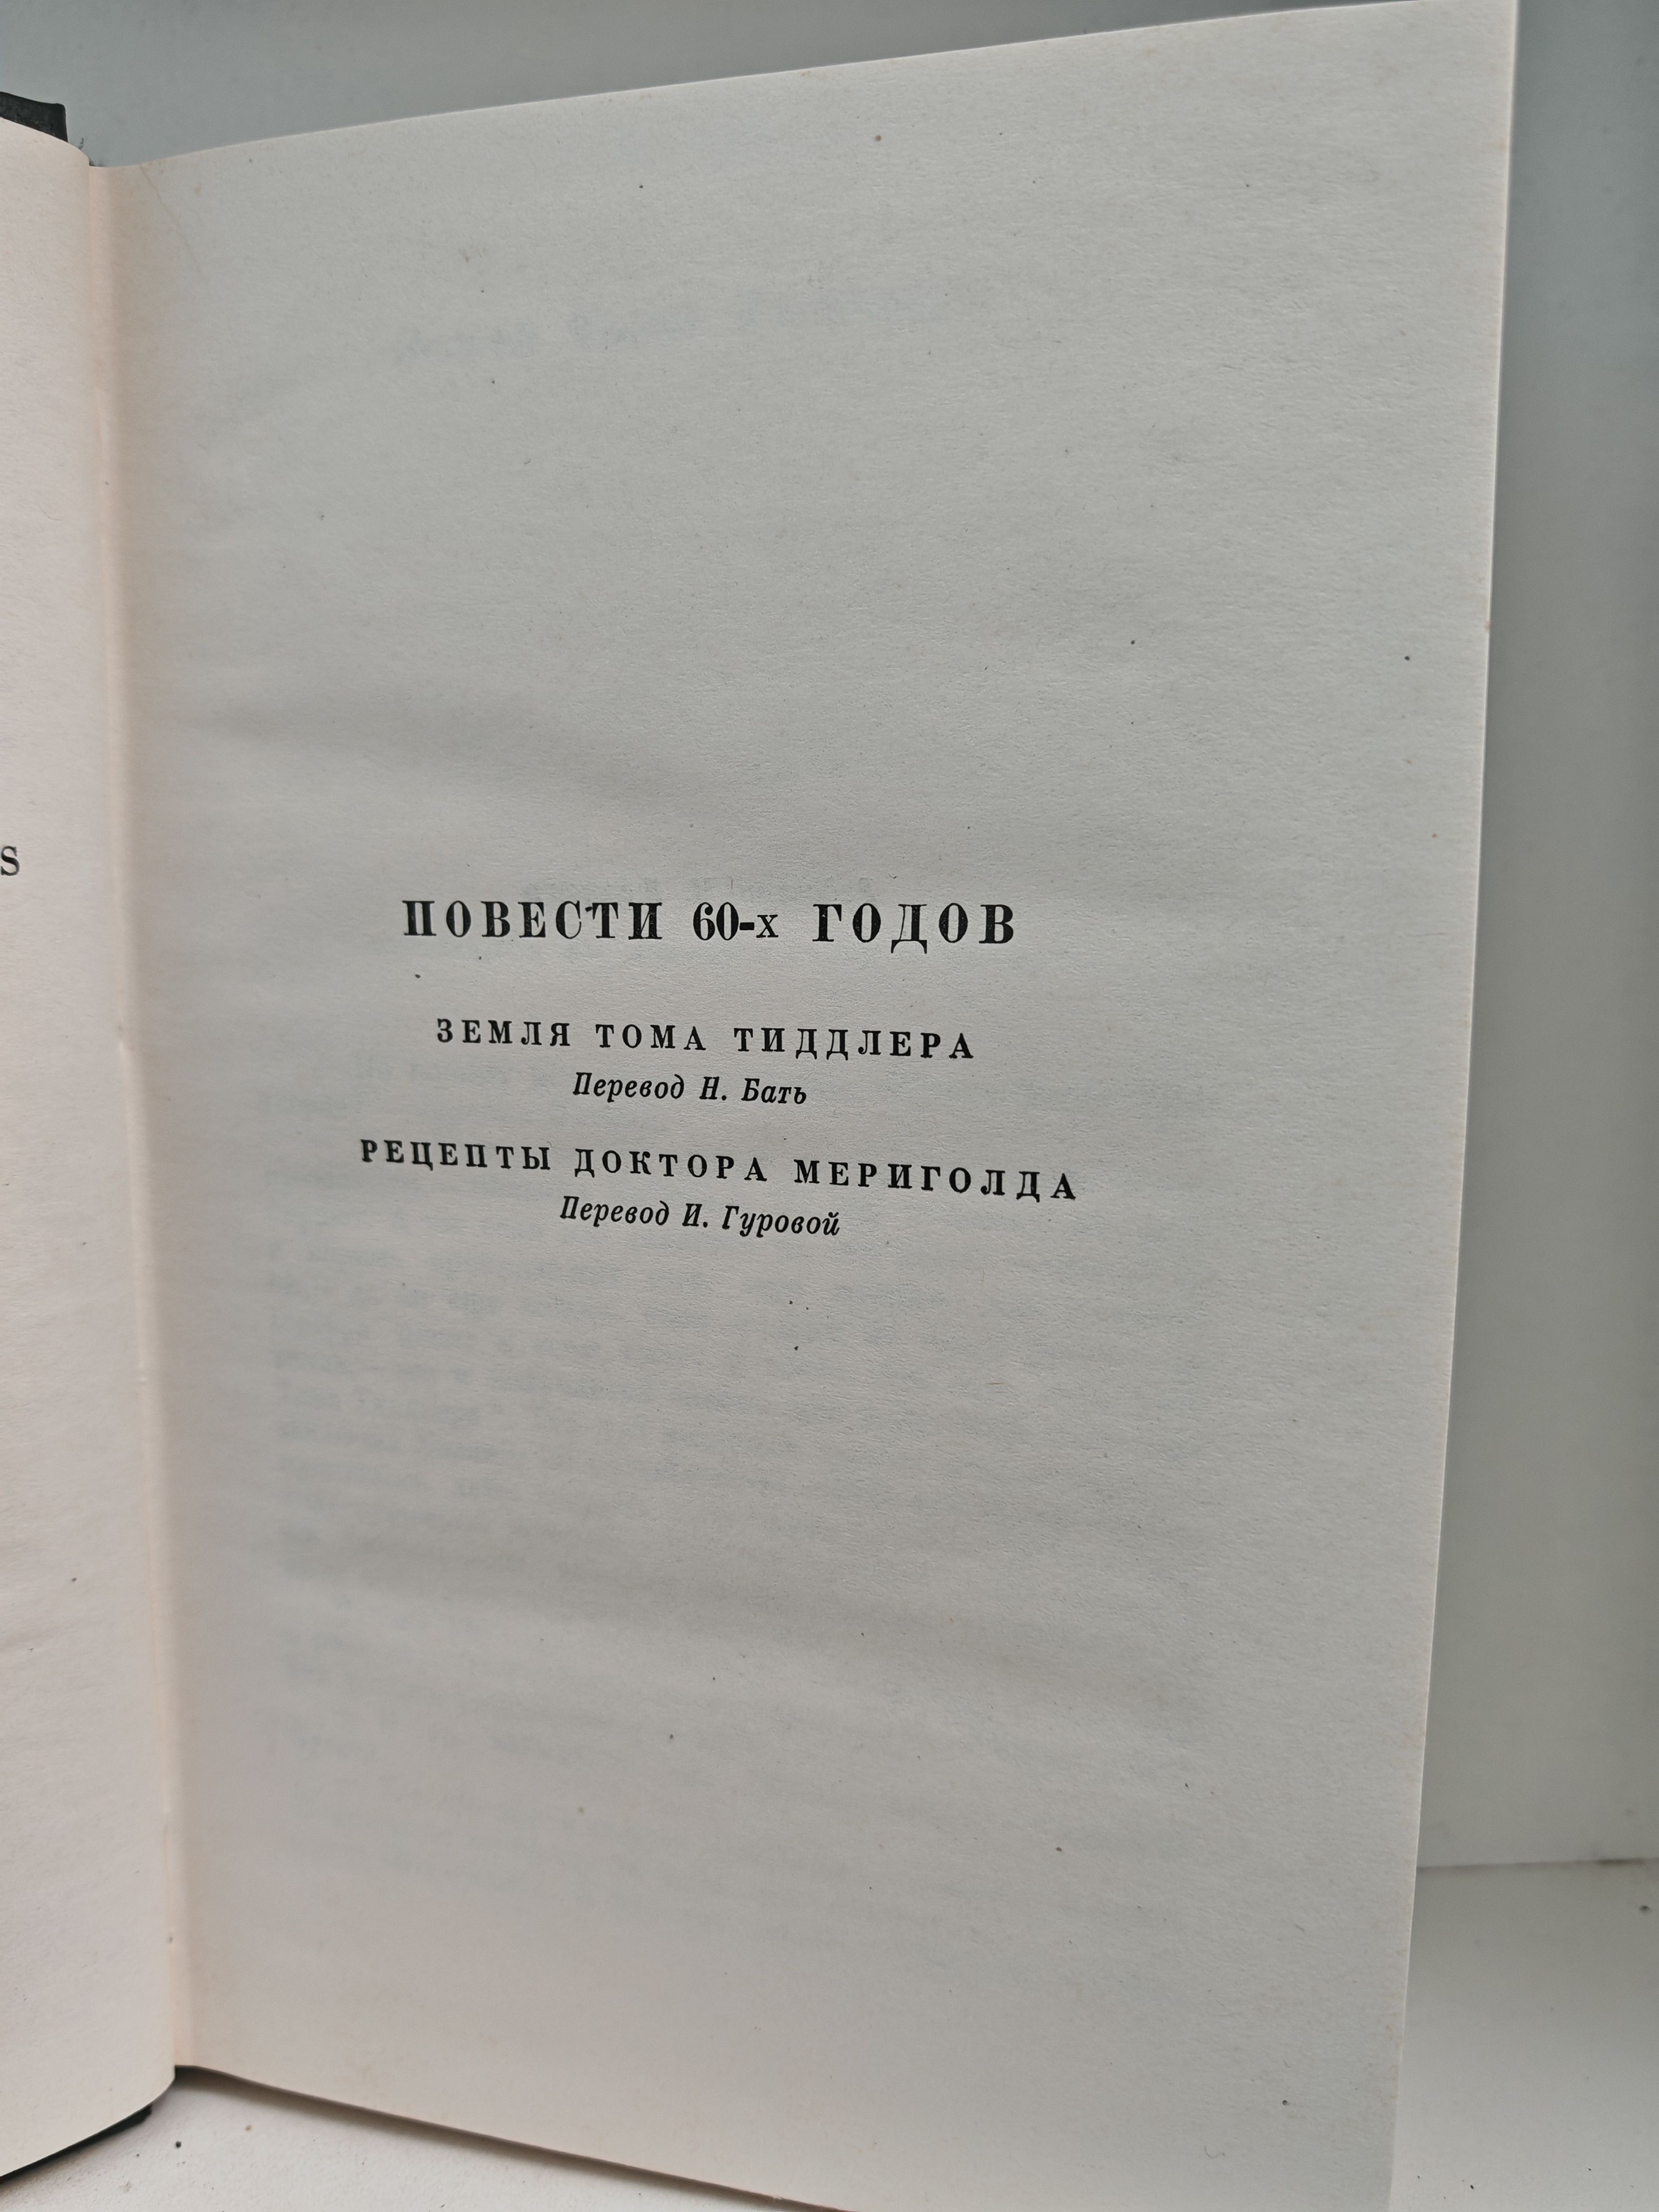 S
ПОВЕСТИ 60-х ГОДОВ
ЗЕМЛЯ ТОМА ТИДДЛЕРА
Перевод Н. Бать
РЕЦЕПТЫ ДОКТОРА МЕРИГОЛДА
Перевод И. Гуровой